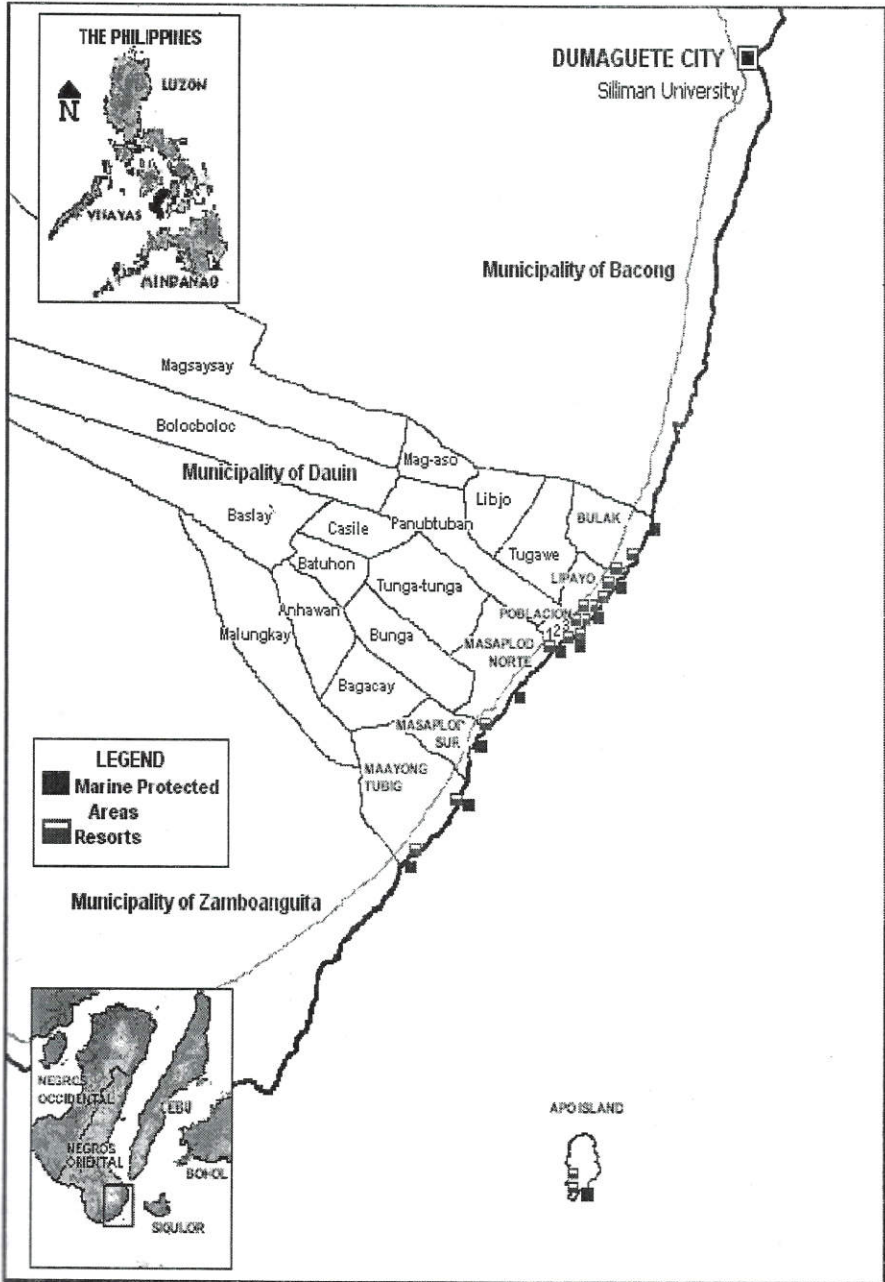 THE PHILIPPINES
LUZON
N
VISAYAS
MINDANAO
DUMAGUETE CITY
Silliman University
Municipality of Bacong
Magsaysay
Bolocboloc
Mag-aso
Municipality of Dauin
Libjo
Baslay
Casile
Panubtuban
BULAK
Tugawe
Batuhon
LIPAYO
Tunga-tunga
Anhawan
POBLACION
Malungkay
Bunga
123
MASAPLOD
NORTE
Bagacay
MASAPLOD
SUR
MAAYONG
TUBIG
LEGEND
Marine Protected
Areas
Resorts
Municipality of Zamboanguita
NEGROS
OCCIDENTAL
CEBU
NEGROS
ORIENTAL
BOHOL
SIQUIJOR
APO ISLAND